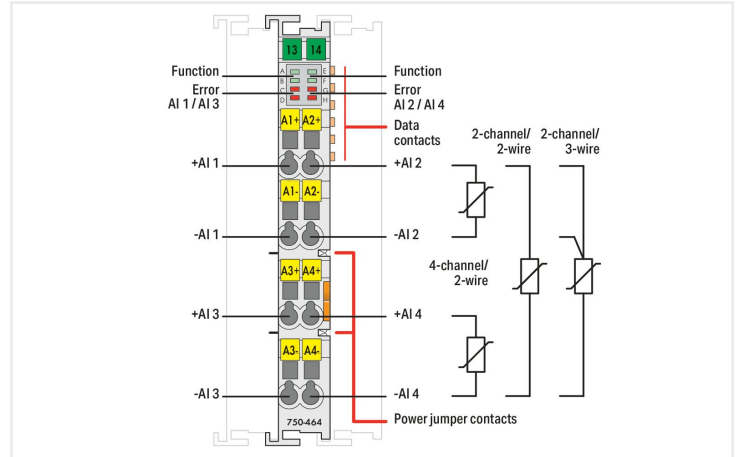 13 14
Function
A
B
C
D
E
F
G
H
Function
Error
AI 1 / AI 3
Error
AI 2 / AI 4
Data
contacts
A1+ A2+
2-channel/
2-wire
2-channel/
3-wire
+AI 1
+AI 2
A1- A2-
-AI 1
-AI 2
4-channel/
2-wire
A3+ A4+
+AI 3
+AI 4
A3- A4-
-AI 3
-AI 4
Power jumper contacts
750-464